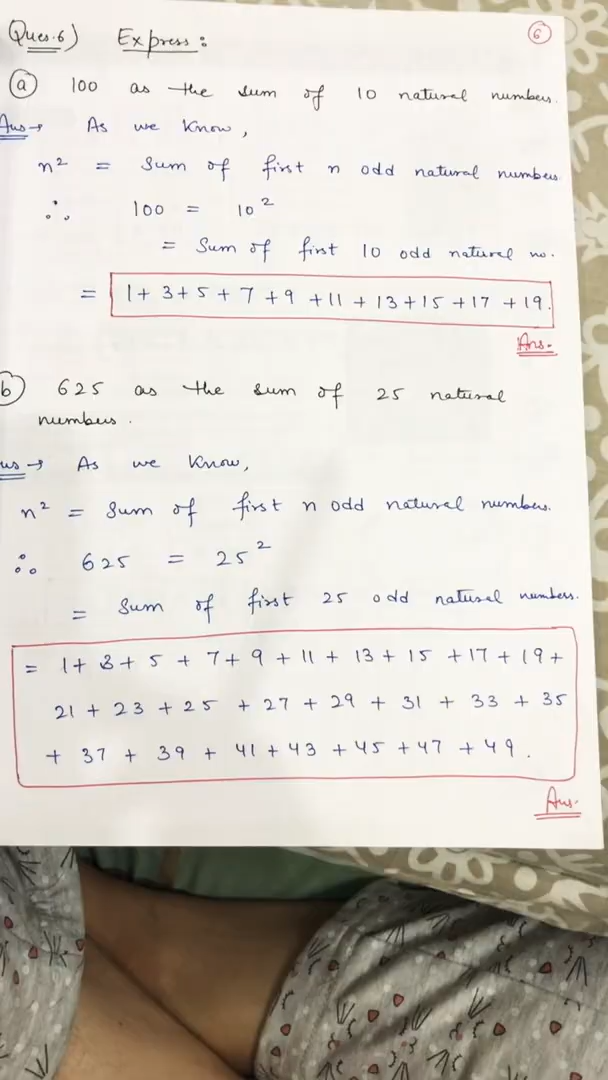 Ques.6) Express:
6
(a) 100 as the sum of 10 natural numbers.
Ans → As we know,
n² = Sum of first n odd natural numbers
∴ 100 = 10²
= Sum of first 10 odd natural no.
= 1+ 3+5 +7 +9 +11 +13+15 +17 +19.
Ans.
b) 625 as the sum of 25 natural
numbers.
us → As we know,
n² = Sum of first n odd natural numbers.
∴ 625 = 25²
= Sum of first 25 odd natural numbers.
= 1+ 3+ 5 + 7+ 9 + 11 + 13 + 15 +17 + 19+
21 + 23 + 25 + 27 + 29 + 31 + 33 + 35
+ 37 + 39 + 41 +43 +45 +47 +49.
Ans.